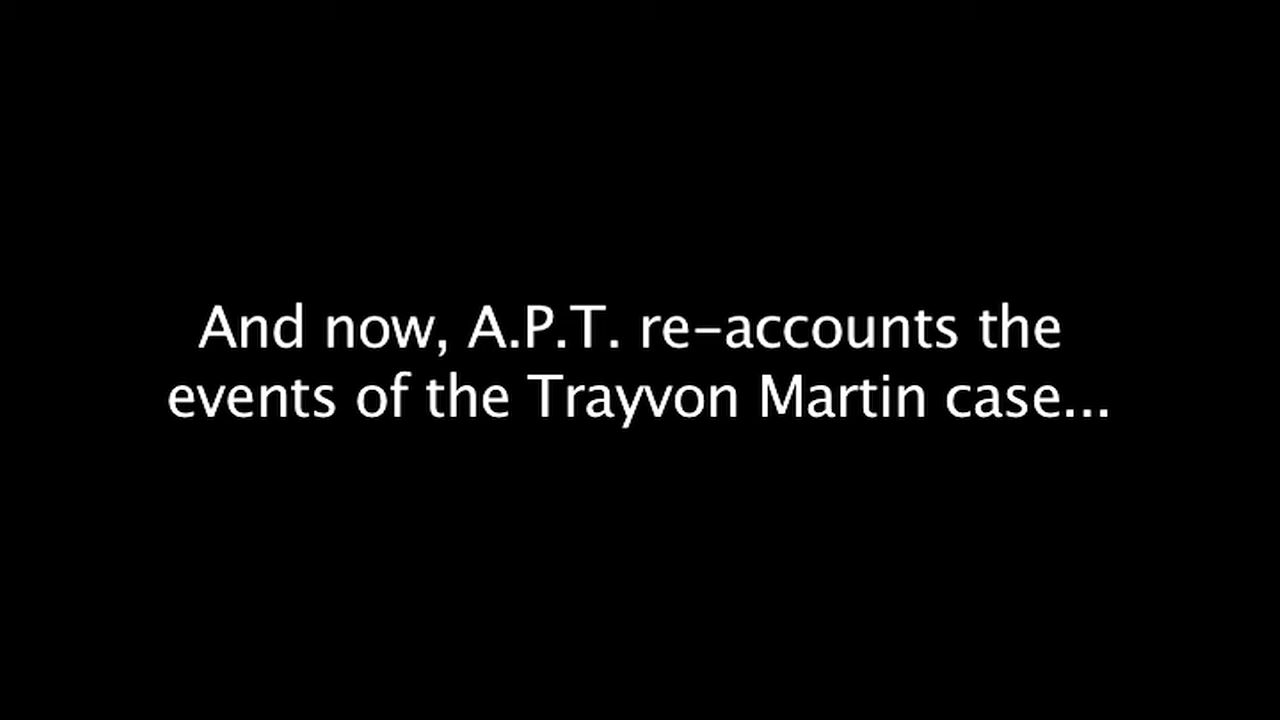 And now, A.P.T. re-accounts the
events of the Trayvon Martin case...